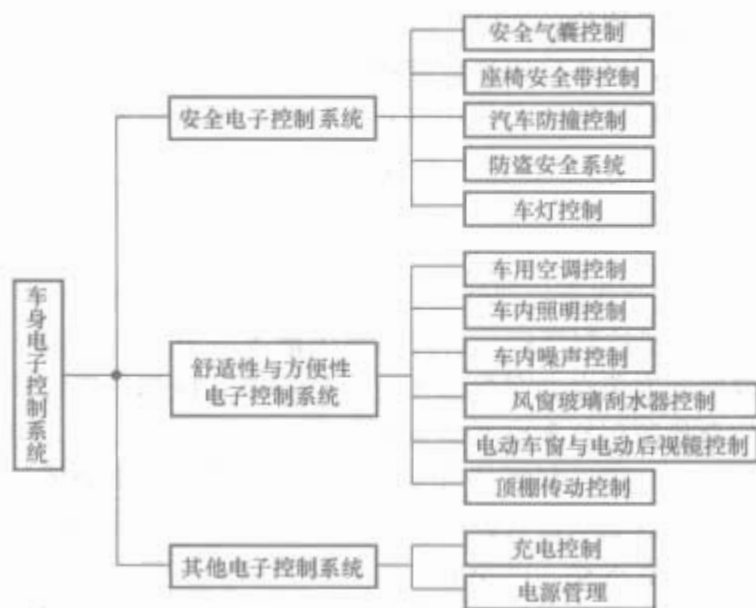 车身电子控制系统
安全电子控制系统
安全气囊控制
座椅安全带控制
汽车防撞控制
防盗安全系统
车灯控制
舒适性与方便性
电子控制系统
车用空调控制
车内照明控制
车内噪声控制
风窗玻璃刮水器控制
电动车窗与电动后视镜控制
顶棚传动控制
其他电子控制系统
充电控制
电源管理